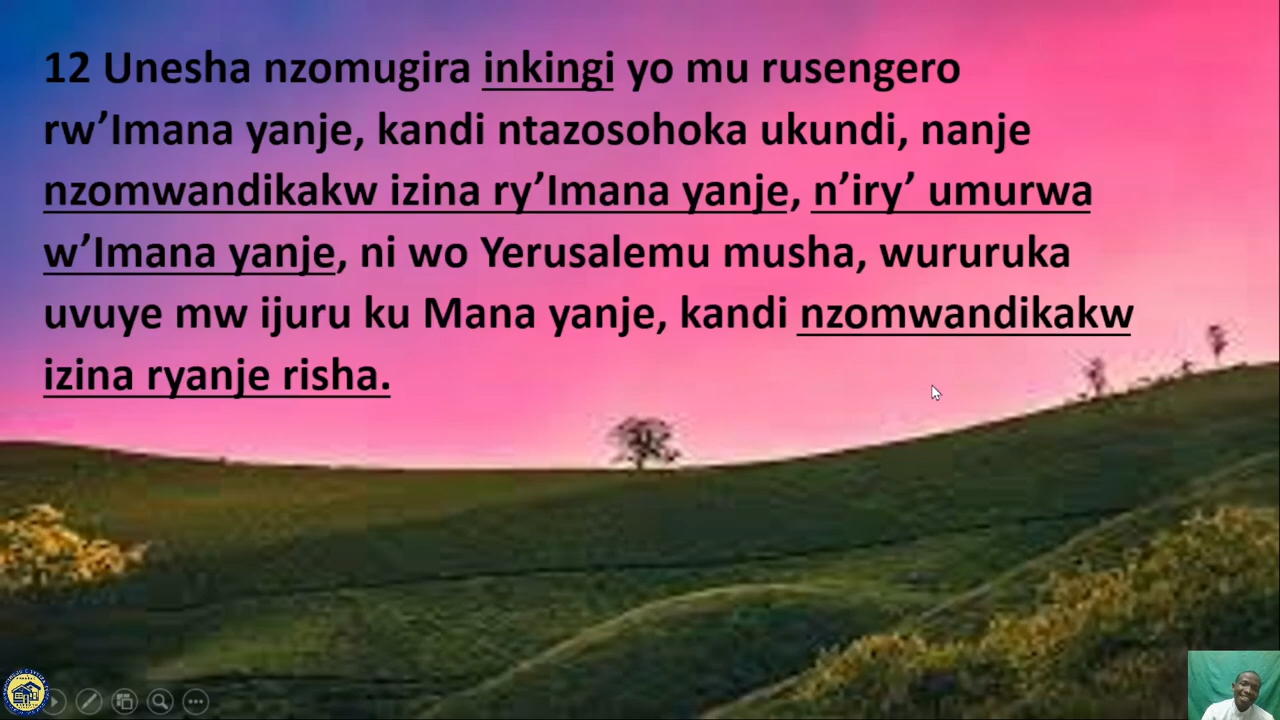 12 Unesha nzomugira inkingi yo mu rusengero
rw’Imana yanje, kandi ntazosohoka ukundi, nanje
nzomwandikakw izina ry’Imana yanje, n’iry’ umurwa
w’Imana yanje, ni wo Yerusalemu musha, wururuka
uvuye mw ijuru ku Mana yanje, kandi nzomwandikakw
izina ryanje risha.